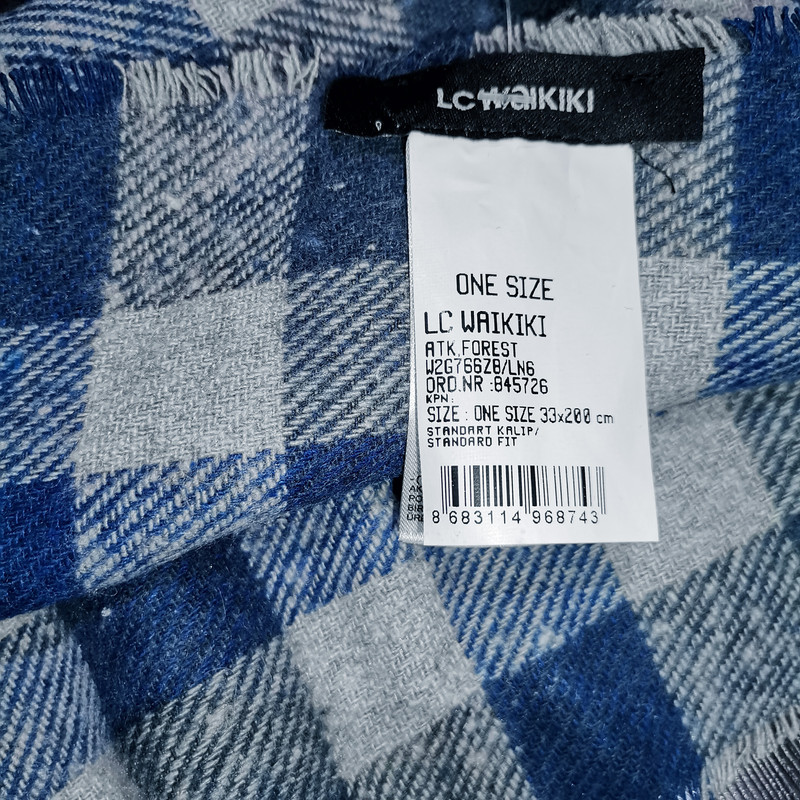 LC WAIKIKI
ONE SIZE
LC WAIKIKI
ATK.FOREST
W2G766Z8/LN6
ORD.NR :845726
KPN:
SIZE : ONE SIZE 33x200 cm
STANDART KALIP/
STANDARD FIT
8 683114 968743